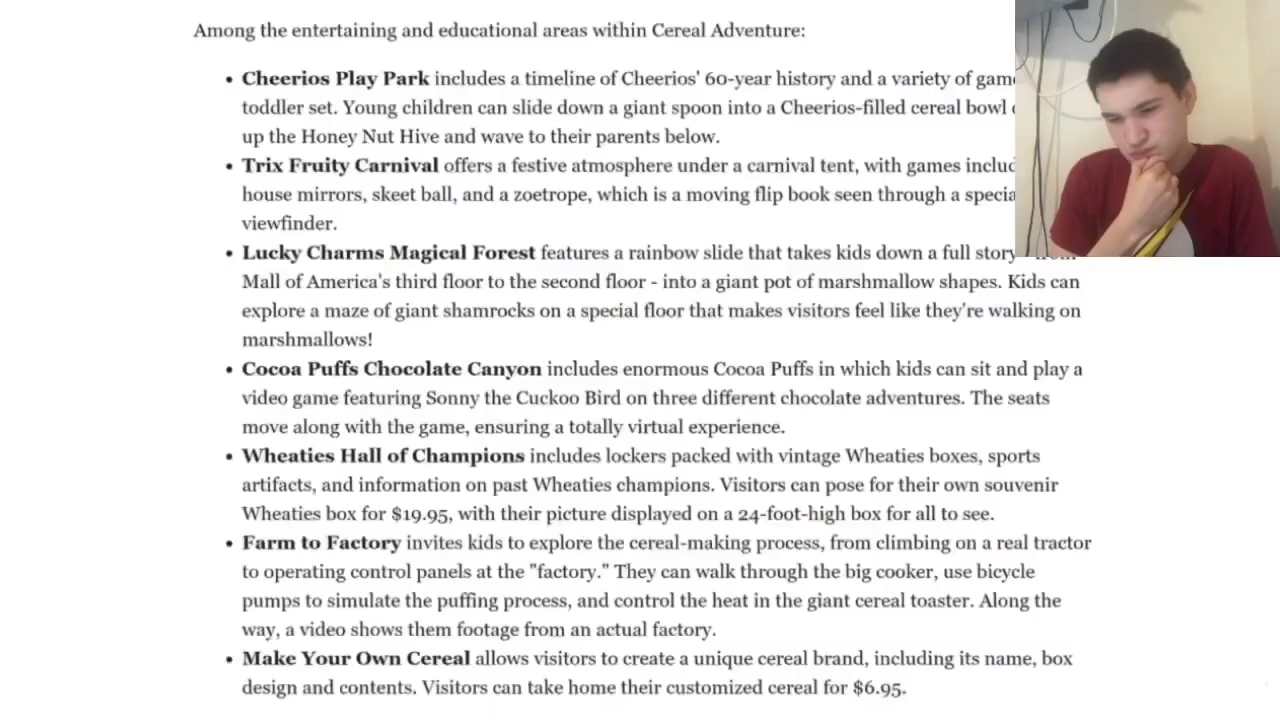 Among the entertaining and educational areas within Cereal Adventure:
• Cheerios Play Park includes a timeline of Cheerios' 60-year history and a variety of
toddler set. Young children can slide down a giant spoon into a Cheerios-filled cereal bowl
up the Honey Nut Hive and wave to their parents below.
• Trix Fruity Carnival offers a festive atmosphere under a carnival tent, with games
house mirrors, skeet ball, and a zoetrope, which is a moving flip book seen through a
viewfinder.
• Lucky Charms Magical Forest features a rainbow slide that takes kids down a full story
Mall of America's third floor to the second floor - into a giant pot of marshmallow shapes. Kids can
explore a maze of giant shamrocks on a special floor that makes visitors feel like they're walking on
marshmallows!
• Cocoa Puffs Chocolate Canyon includes enormous Cocoa Puffs in which kids can sit and play a
video game featuring Sonny the Cuckoo Bird on three different chocolate adventures. The seats
move along with the game, ensuring a totally virtual experience.
• Wheaties Hall of Champions includes lockers packed with vintage Wheaties boxes, sports
artifacts, and information on past Wheaties champions. Visitors can pose for their own souvenir
Wheaties box for $19.95, with their picture displayed on a 24-foot-high box for all to see.
• Farm to Factory invites kids to explore the cereal-making process, from climbing on a real tractor
to operating control panels at the "factory." They can walk through the big cooker, use bicycle
pumps to simulate the puffing process, and control the heat in the giant cereal toaster. Along the
way, a video shows them footage from an actual factory.
• Make Your Own Cereal allows visitors to create a unique cereal brand, including its name, box
design and contents. Visitors can take home their customized cereal for $6.95.